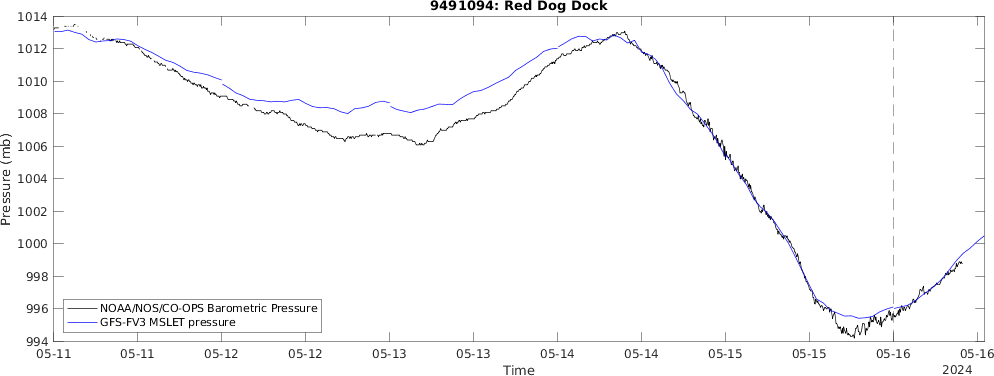 9491094: Red Dog Dock
Pressure (mb)
1014
1012
1010
1008
1006
1004
1002
1000
998
996
994
NOAA/NOS/CO-OPS Barometric Pressure
GFS-FV3 MSLET pressure
05-11 05-11 05-12 05-12 05-13 05-13 05-14 05-14 05-15 05-15 05-16 05-16
Time
2024